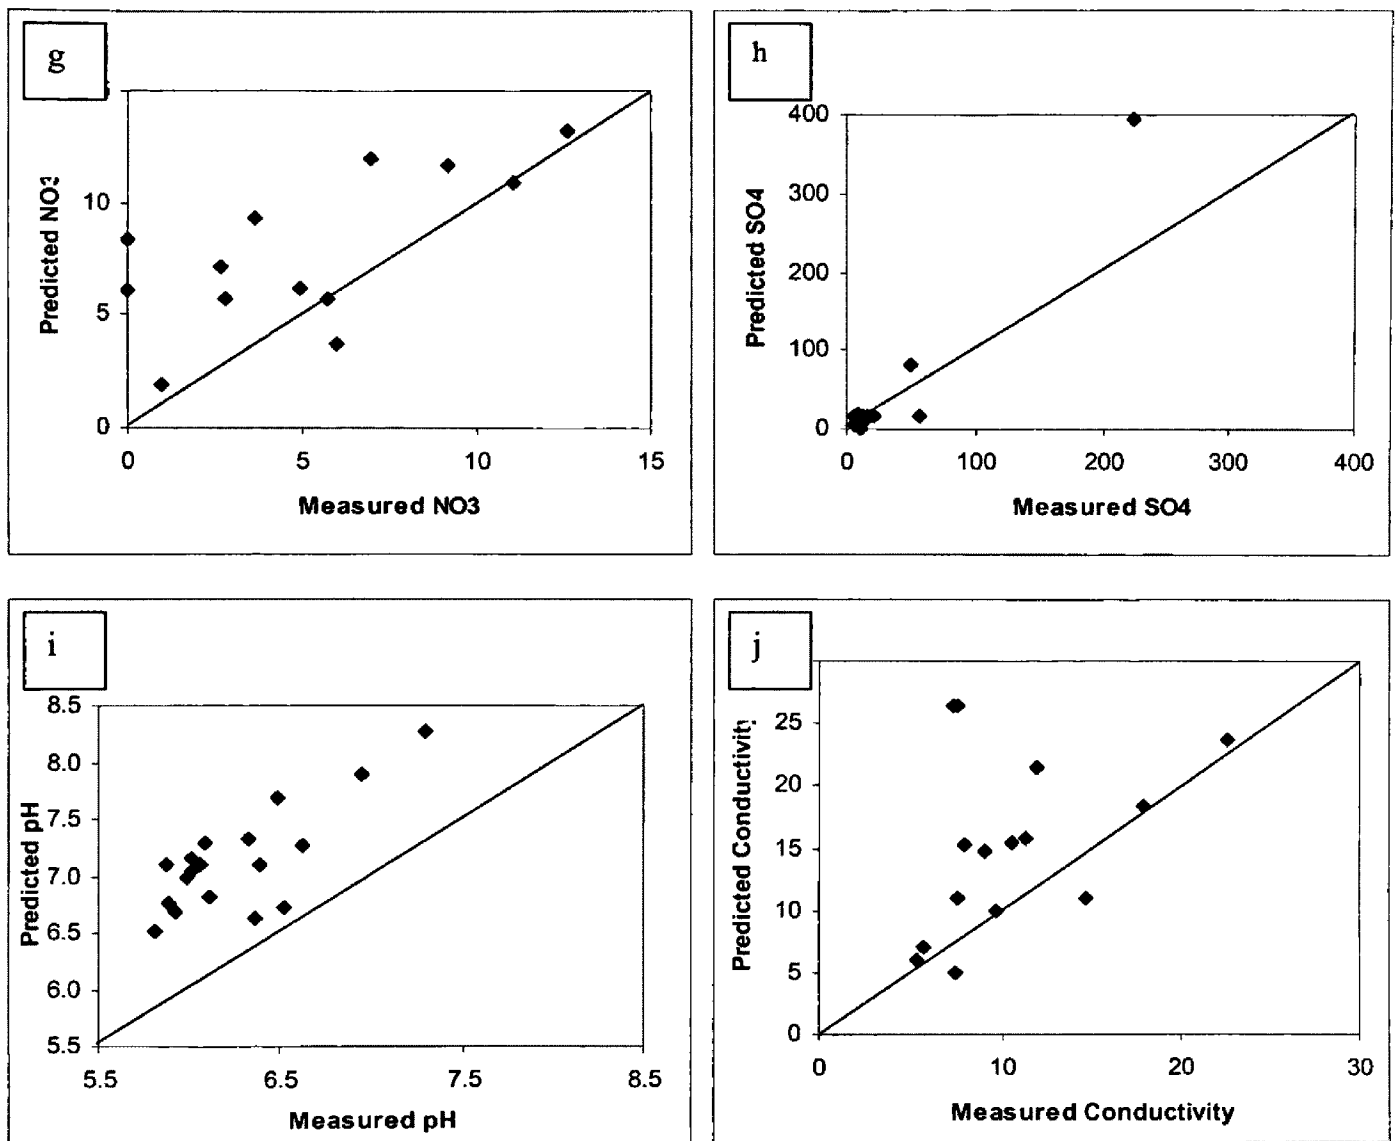 g
Predicted NO3
10
5
0
0 5 10 15
Measured NO3
h
Predicted SO4
400
300
200
100
0
0 100 200 300 400
Measured SO4
i
Predicted pH
8.5
8.0
7.5
7.0
6.5
6.0
5.5
5.5 6.5 7.5 8.5
Measured pH
j
Predicted Conductivity
25
20
15
10
5
0
0 10 20 30
Measured Conductivity